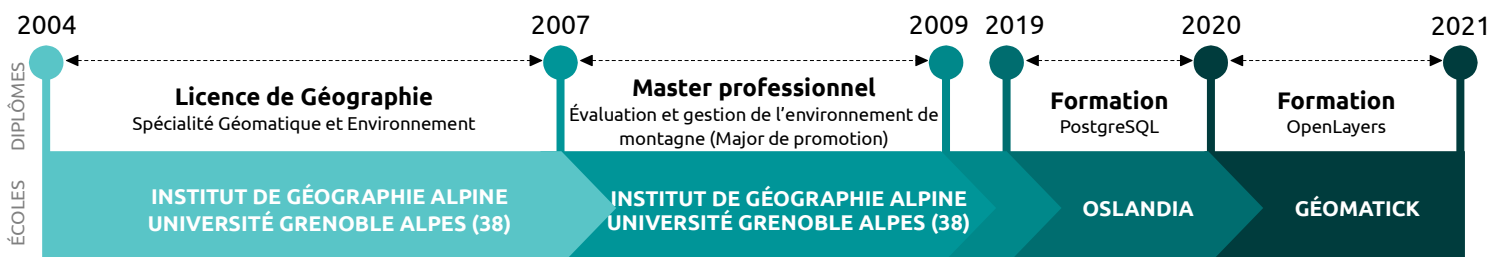 2004
2007
2009
2019
2020
2021
DIPLÔMES
Licence de Géographie
Spécialité Géomatique et Environnement
Master professionnel
Évaluation et gestion de l’environnement de
montagne (Major de promotion)
Formation
PostgreSQL
Formation
OpenLayers
ÉCOLES
INSTITUT DE GÉOGRAPHIE ALPINE
UNIVERSITÉ GRENOBLE ALPES (38)
INSTITUT DE GÉOGRAPHIE ALPINE
UNIVERSITÉ GRENOBLE ALPES (38)
OSLANDIA
GÉOMATICK